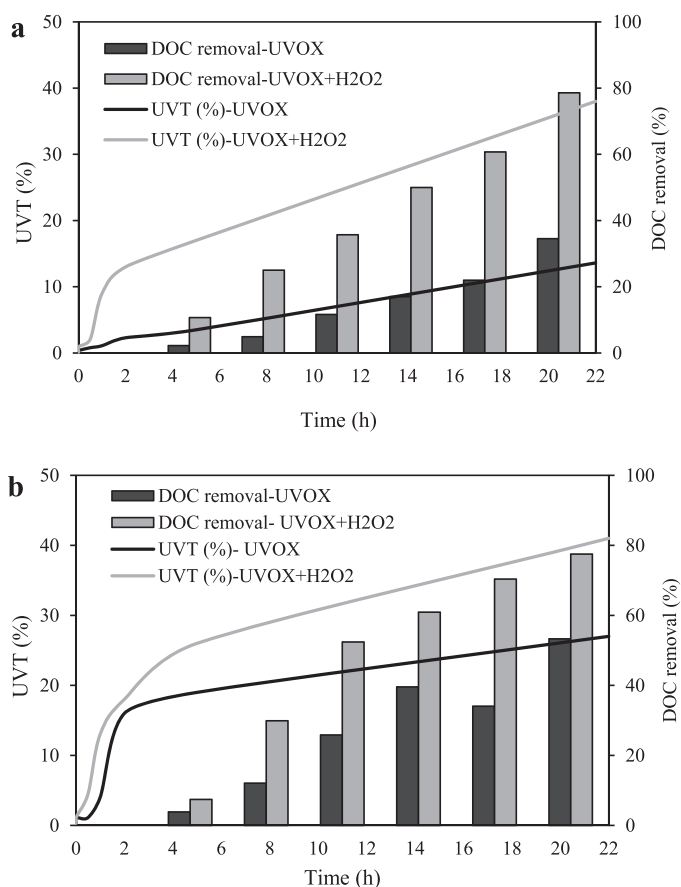 a
50
40
30
20
10
0
UVT (%)
100
80
60
40
20
0
DOC removal (%)
DOC removal-UVOX
DOC removal-UVOX+H2O2
UVT (%)-UVOX
UVT (%)-UVOX+H2O2
0 2 4 6 8 10 12 14 16 18 20 22
Time (h)
b
50
40
30
20
10
0
UVT (%)
100
80
60
40
20
0
DOC removal (%)
DOC removal-UVOX
DOC removal- UVOX+H2O2
UVT (%)- UVOX
UVT (%)-UVOX+H2O2
0 2 4 6 8 10 12 14 16 18 20 22
Time (h)